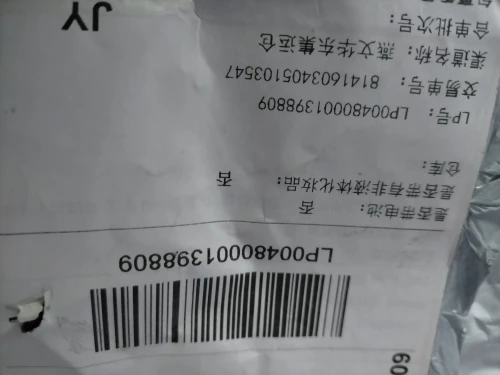 LP00480001398809
是否带电池: 否
是否带有非液体化妆品: 否
仓库:
LP号: LP00480001398809
交易单号: 8141603405103547
渠道名称: 燕文华东集运仓
合单批次号:
JY